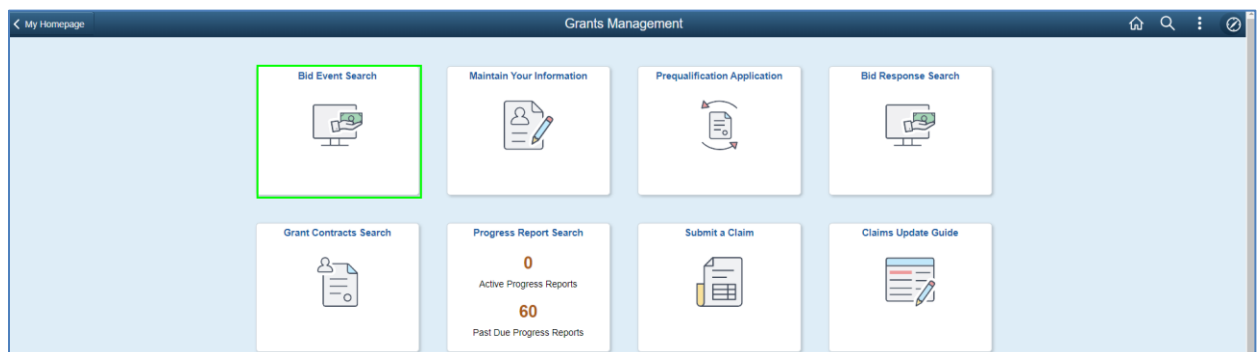 My Homepage
Grants Management
Bid Event Search
Maintain Your Information
Prequalification Application
Bid Response Search
Grant Contracts Search
Progress Report Search
0
Active Progress Reports
60
Past Due Progress Reports
Submit a Claim
Claims Update Guide